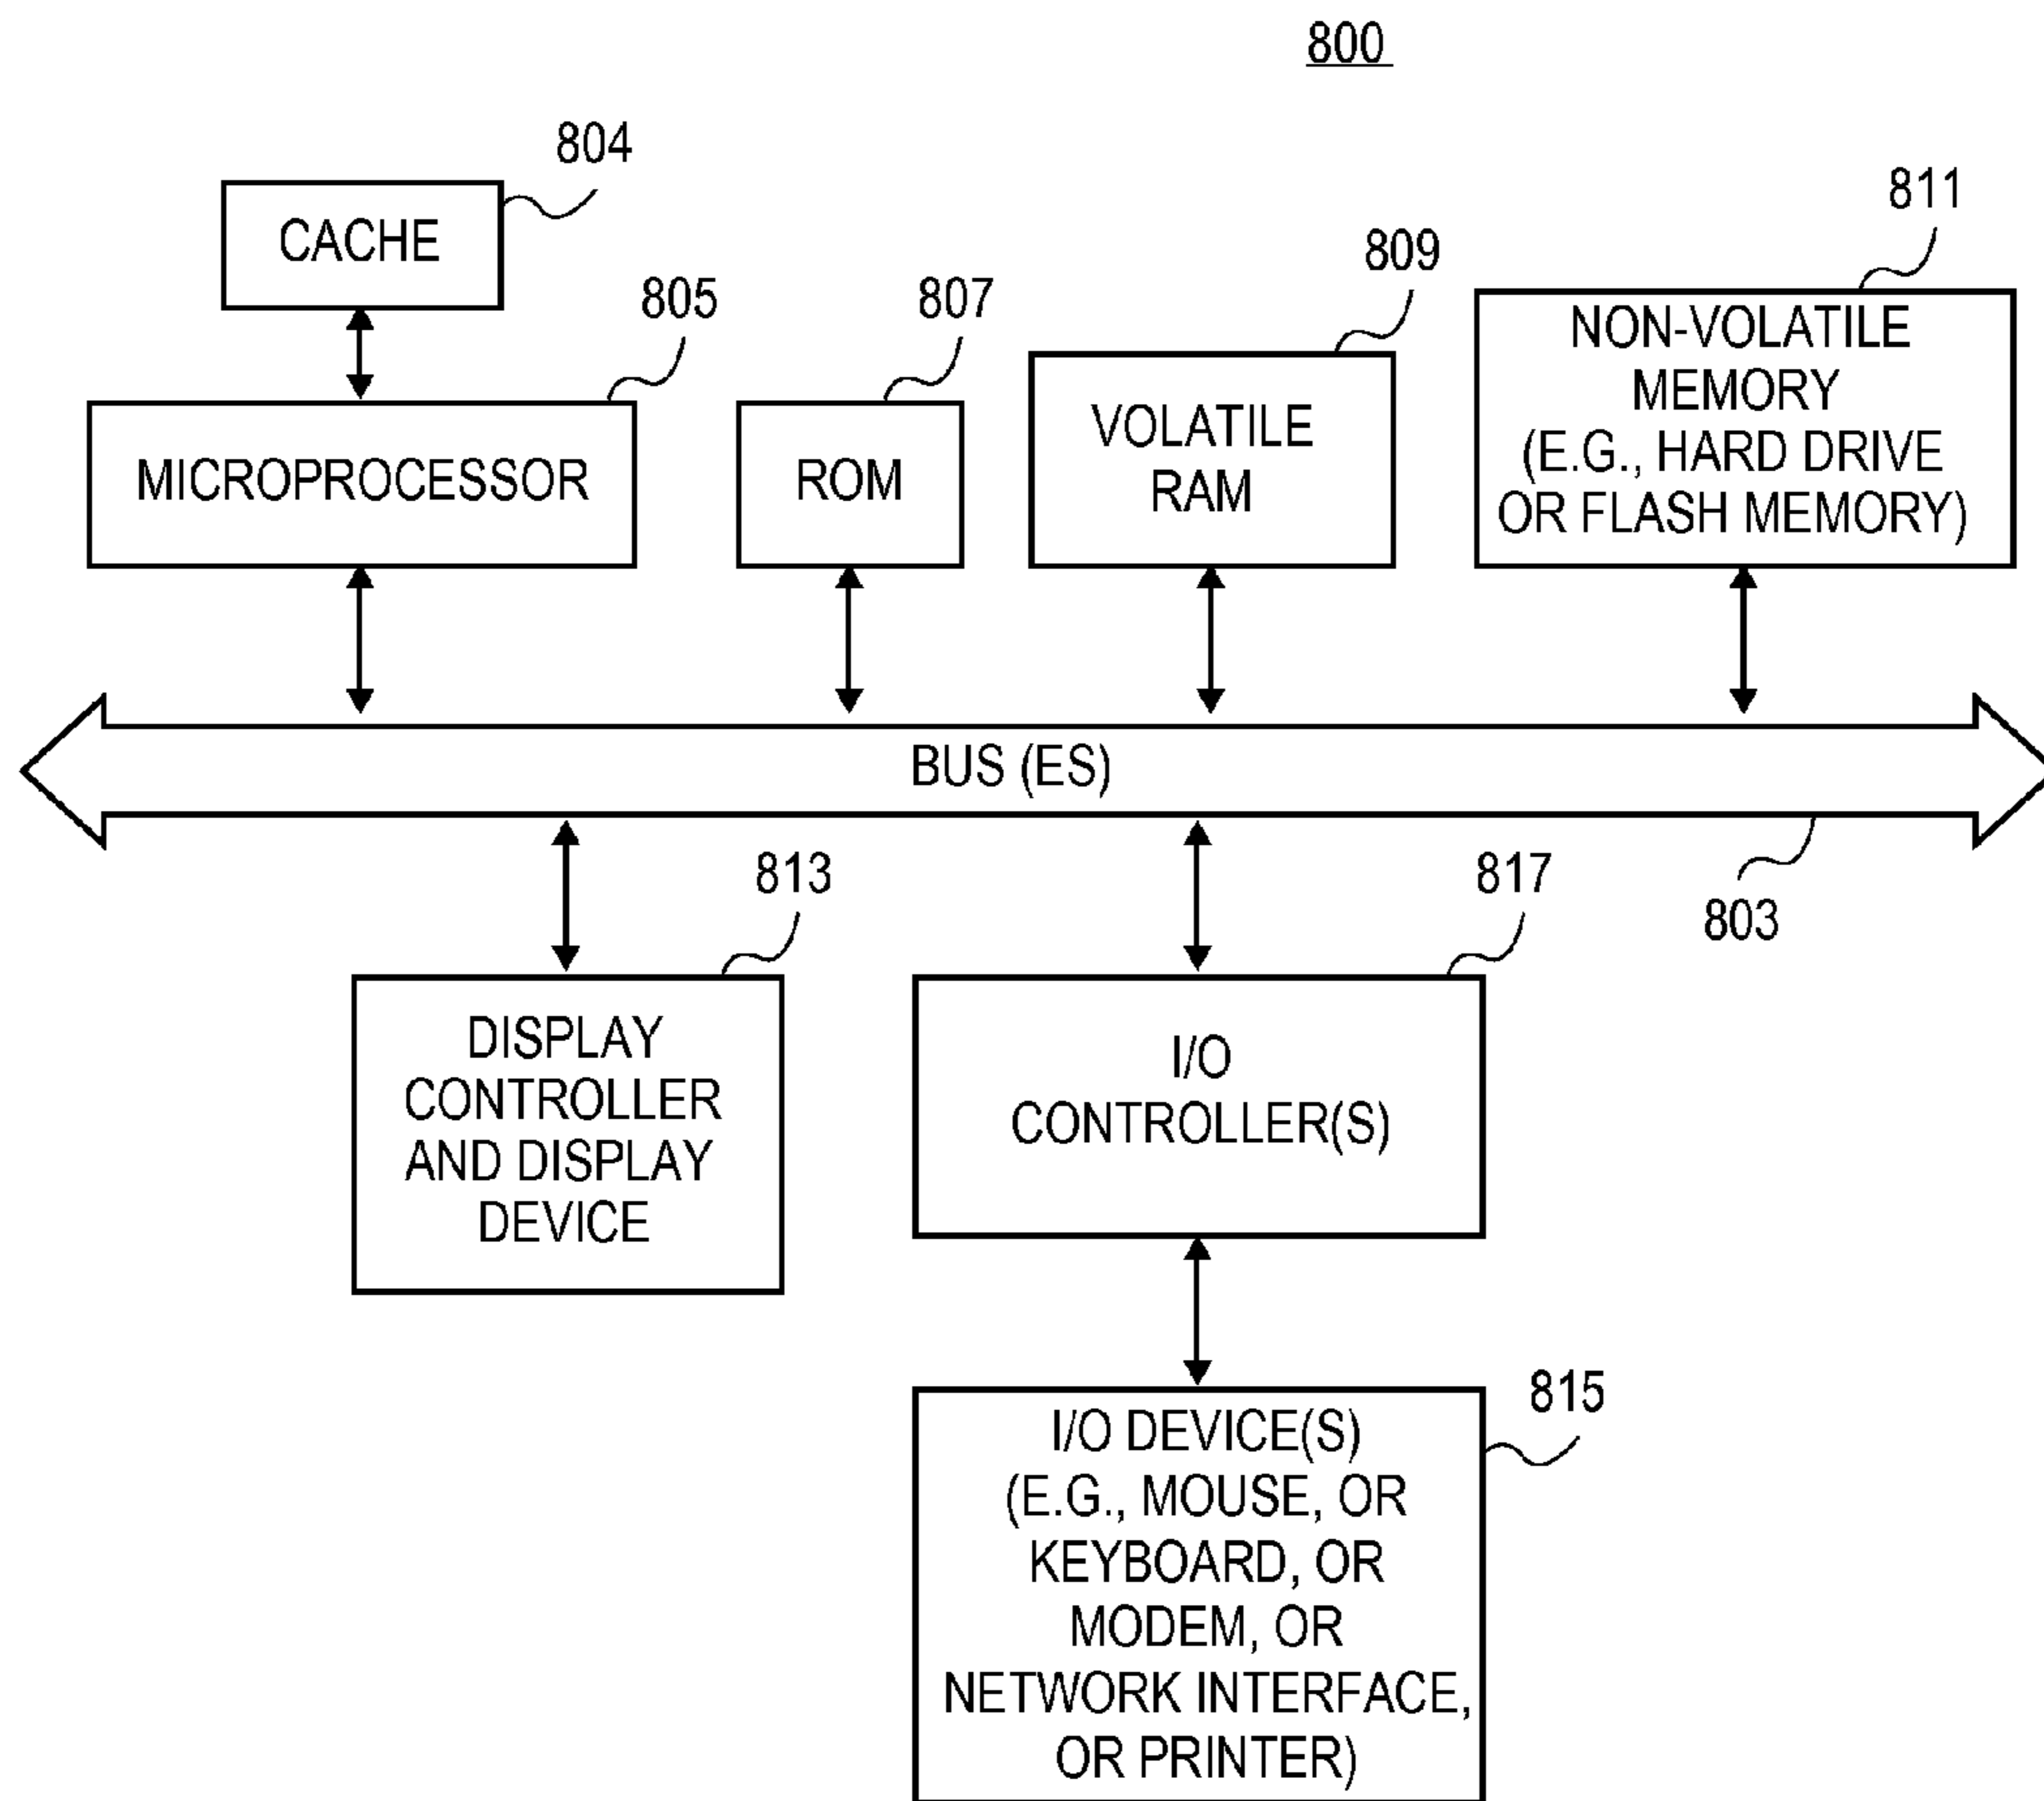 800
804
CACHE
811
809
805
807
NON-VOLATILE
MEMORY
(E.G., HARD DRIVE
OR FLASH MEMORY)
VOLATILE
RAM
MICROPROCESSOR
ROM
BUS (ES)
813
817
803
DISPLAY
CONTROLLER
AND DISPLAY
DEVICE
I/O
CONTROLLER(S)
815
I/O DEVICE(S)
(E.G., MOUSE, OR
KEYBOARD, OR
MODEM, OR
NETWORK INTERFACE,
OR PRINTER)